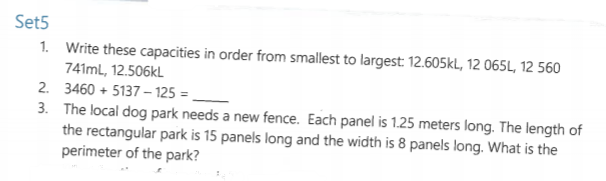 Set5
1. Write these capacities in order from smallest to largest: 12.605kL, 12 065L, 12 560
741mL, 12.506kL
2. 3460 + 5137 – 125 = _____
3. The local dog park needs a new fence. Each panel is 1.25 meters long. The length of
the rectangular park is 15 panels long and the width is 8 panels long. What is the
perimeter of the park?